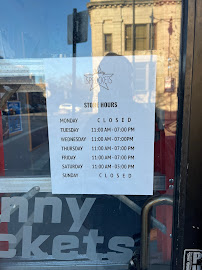 STORE HOURS
MONDAY CLOSED
TUESDAY 11:00 AM - 07:00 PM
WEDNESDAY 11:00 AM - 07:00 PM
THURSDAY 11:00 AM - 07:00 PM
FRIDAY 11:00 AM - 07:00 PM
SATURDAY 11:00 AM - 05:00 PM
SUNDAY CLOSED
nny
ckets